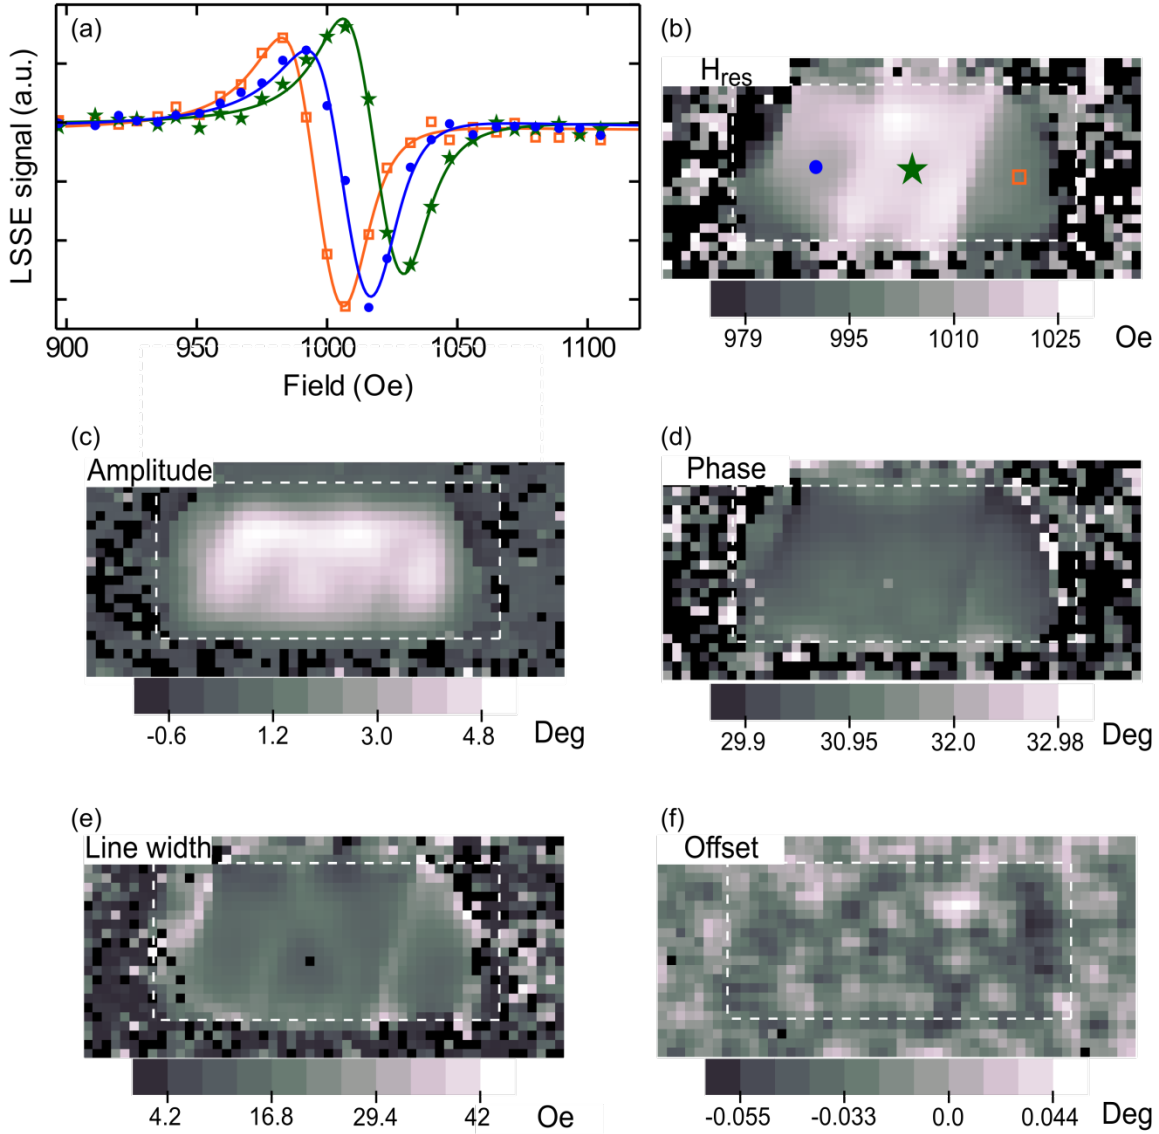 (a)
LSSE signal (a.u.)
900 950 1000 1050 1100
Field (Oe)
(b)
H_res
979 995 1010 1025 Oe
(c)
Amplitude
-0.6 1.2 3.0 4.8 Deg
(d)
Phase
29.9 30.95 32.0 32.98 Deg
(e)
Line width
4.2 16.8 29.4 42 Oe
(f)
Offset
-0.055 -0.033 0.0 0.044 Deg